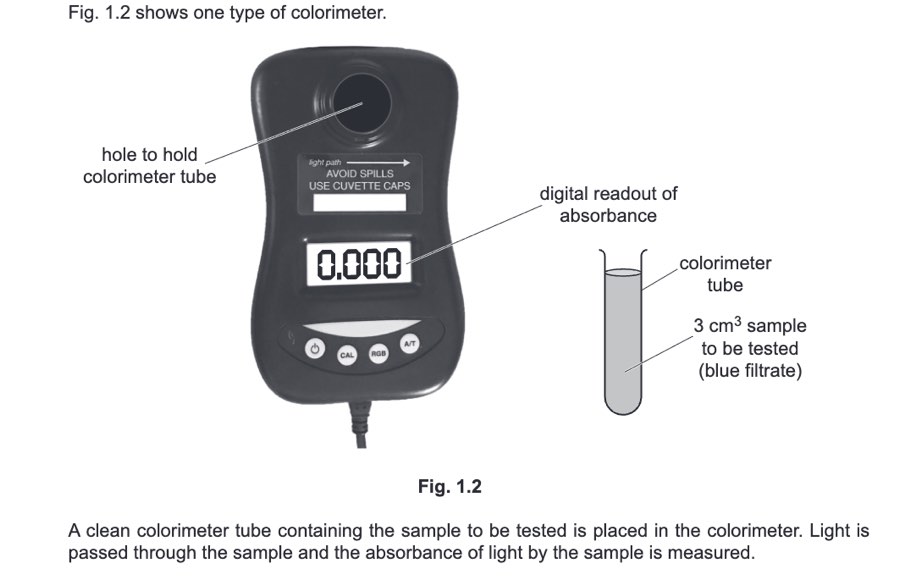 Fig. 1.2 shows one type of colorimeter.
hole to hold
colorimeter tube
light path
AVOID SPILLS
USE CUVETTE CAPS
digital readout of
absorbance
0.000
colorimeter
tube
3 cm³ sample
to be tested
(blue filtrate)
CAL
RGB
A/T
Fig. 1.2
A clean colorimeter tube containing the sample to be tested is placed in the colorimeter. Light is
passed through the sample and the absorbance of light by the sample is measured.